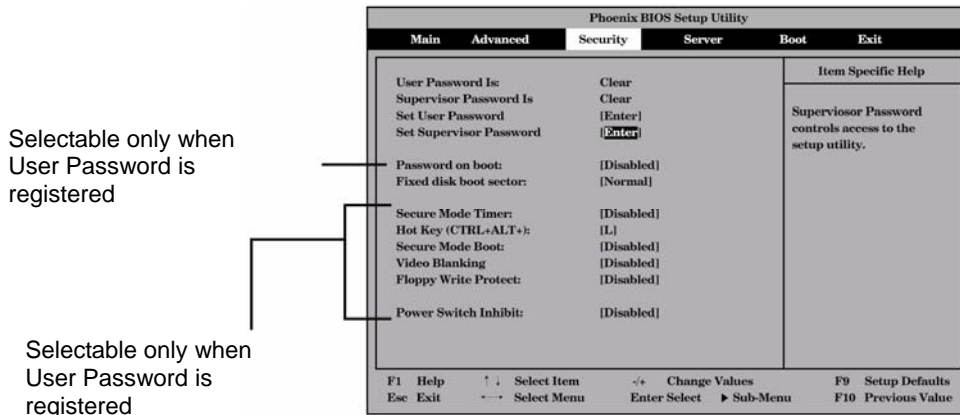 Phoenix BIOS Setup Utility
Main Advanced Security Server Boot Exit
Item Specific Help
User Password Is: Clear
Supervisor Password Is Clear
Set User Password [Enter]
Set Supervisor Password [Enter]
Superviosor Password
controls access to the
setup utility.
Selectable only when
User Password is
registered
Password on boot: [Disabled]
Fixed disk boot sector: [Normal]
Secure Mode Timer: [Disabled]
Hot Key (CTRL+ALT+): [L]
Secure Mode Boot: [Disabled]
Video Blanking [Disabled]
Floppy Write Protect: [Disabled]
Power Switch Inhibit: [Disabled]
Selectable only when
User Password is
registered
F1 Help ↑ ↓ Select Item -/+ Change Values F9 Setup Defaults
Esc Exit ←→ Select Menu Enter Select ▶ Sub-Menu F10 Previous Value